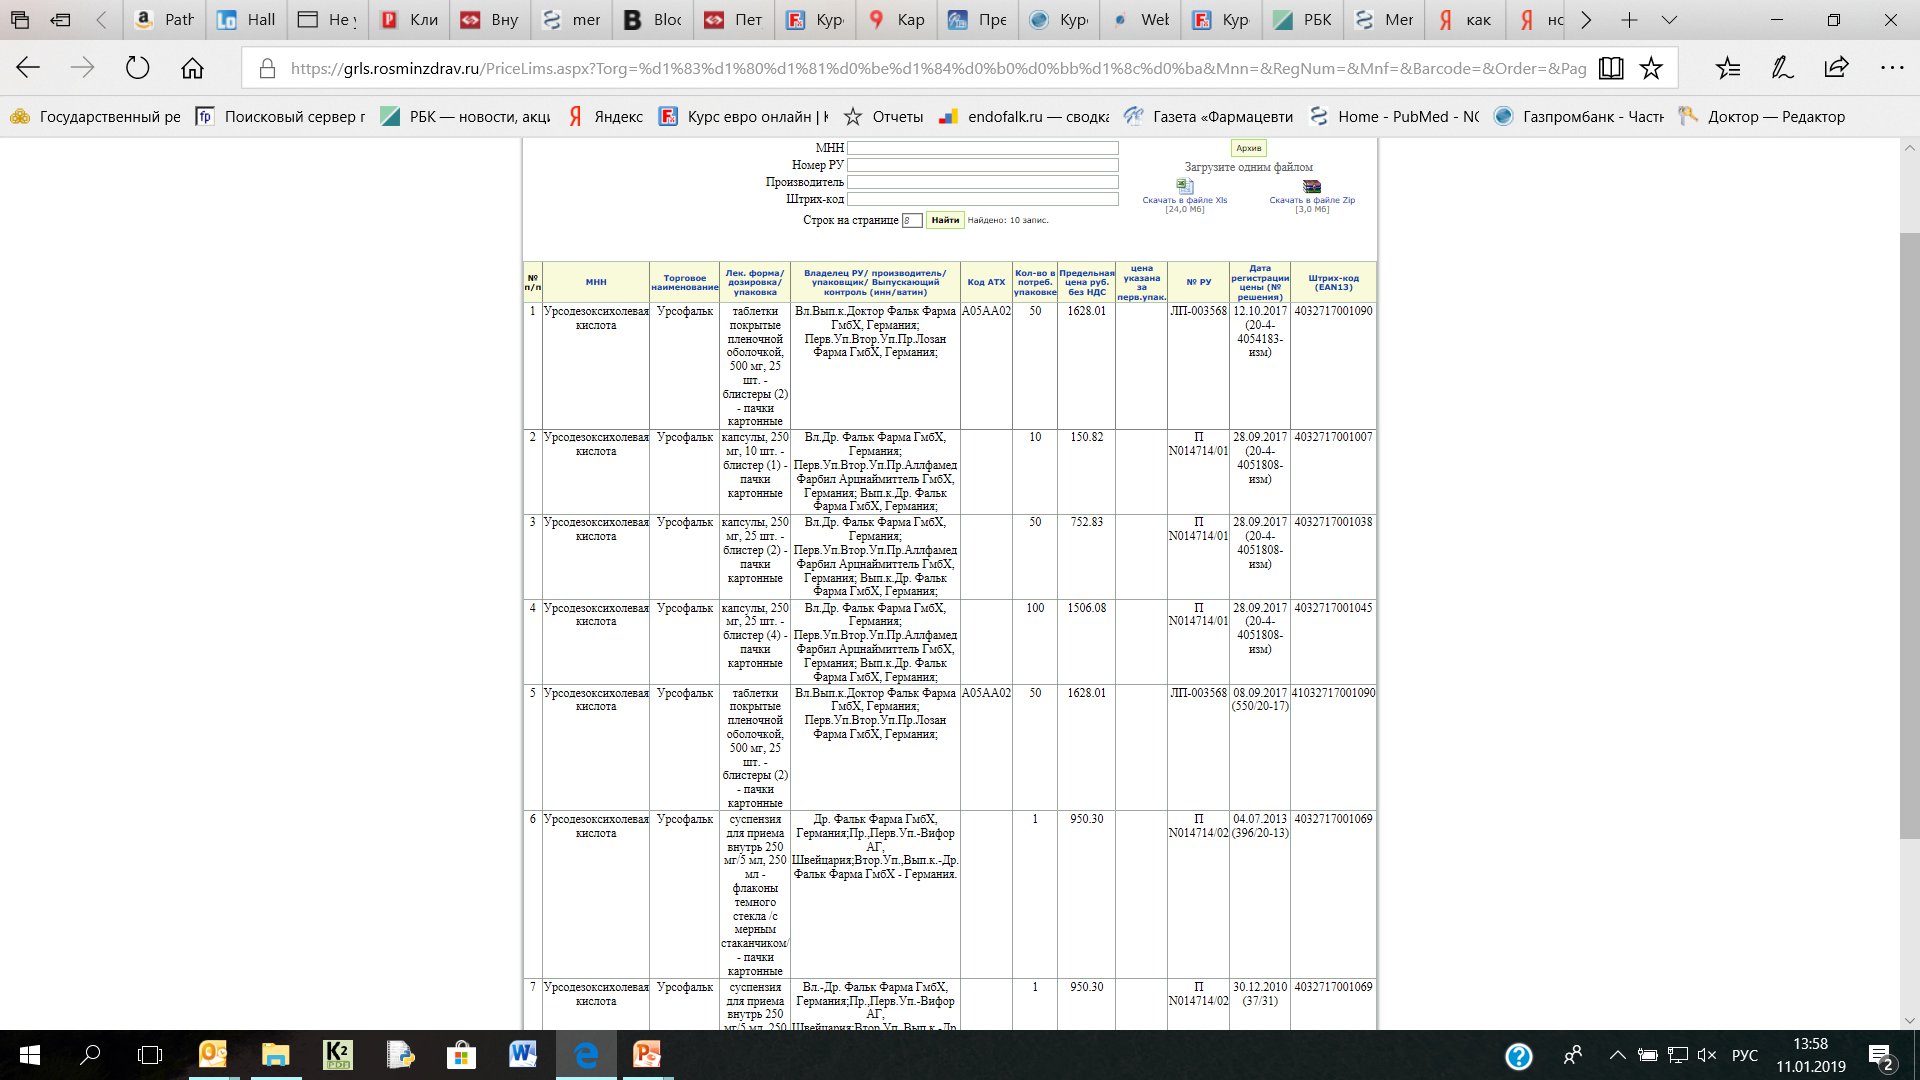 Path
Hall
Не у
Кли
Вну
mer
Bloc
Пет
Курс
Кар
Пре
Курс
Web
Курс
РБК
Mer
как
но
https://grls.rosminzdrav.ru/PriceLims.aspx?Torg=%d1%83%d1%80%d1%81%d0%be%d1%84%d0%b0%d0%bb%d1%8c%d0%ba&Mnn=&RegNum=&Mnf=&Barcode=&Order=&Pag
Государственный ре
Поисковый сервер г
РБК — новости, акци
Яндекс
Курс евро онлайн | К
Отчеты
endofalk.ru — сводка
Газета «Фармацевти
Home - PubMed - NC
Газпромбанк - Частн
Доктор — Редактор
МНН
Номер РУ
Производитель
Штрих-код
Строк на странице 8 Найти Найдено: 10 запис.
Архив
Загрузите одним файлом
Скачать в файле Xls
[24,0 Мб]
Скачать в файле Zip
[3,0 Мб]
№
п/п
МНН
Торговое
наименование
Лек. форма/
дозировка/
упаковка
Владелец РУ/ производитель/
упаковщик/ Выпускающий
контроль (инн/ватин)
Код АТХ
Кол-во в
потреб.
упаковке
Предельная
цена руб.
без НДС
цена
указана
за
перв.упак.
№ РУ
Дата
регистрации
цены (№
решения)
Штрих-код
(EAN13)
1
Урсодезоксихолевая
кислота
Урсофальк
таблетки
покрытые
пленочной
оболочкой,
500 мг, 25
шт. -
блистеры (2)
- пачки
картонные
Вл.Вып.к.Доктор Фальк Фарма
ГмбХ, Германия;
Перв.Уп.Втор.Уп.Пр.Лозан
Фарма ГмбХ, Германия;
A05AA02
50
1628.01
ЛП-003568
12.10.2017
(20-4-
4054183-
изм)
4032717001090
2
Урсодезоксихолевая
кислота
Урсофальк
капсулы, 250
мг, 10 шт. -
блистер (1) -
пачки
картонные
Вл.Др. Фальк Фарма ГмбХ,
Германия;
Перв.Уп.Втор.Уп.Пр.Аллфамед
Фарбил Арцнаймиттель ГмбХ,
Германия; Вып.к.Др. Фальк
Фарма ГмбХ, Германия;
10
150.82
П
N014714/01
28.09.2017
(20-4-
4051808-
изм)
4032717001007
3
Урсодезоксихолевая
кислота
Урсофальк
капсулы, 250
мг, 25 шт. -
блистер (2) -
пачки
картонные
Вл.Др. Фальк Фарма ГмбХ,
Германия;
Перв.Уп.Втор.Уп.Пр.Аллфамед
Фарбил Арцнаймиттель ГмбХ,
Германия; Вып.к.Др. Фальк
Фарма ГмбХ, Германия;
50
752.83
П
N014714/01
28.09.2017
(20-4-
4051808-
изм)
4032717001038
4
Урсодезоксихолевая
кислота
Урсофальк
капсулы, 250
мг, 25 шт. -
блистер (4) -
пачки
картонные
Вл.Др. Фальк Фарма ГмбХ,
Германия;
Перв.Уп.Втор.Уп.Пр.Аллфамед
Фарбил Арцнаймиттель ГмбХ,
Германия; Вып.к.Др. Фальк
Фарма ГмбХ, Германия;
100
1506.08
П
N014714/01
28.09.2017
(20-4-
4051808-
изм)
4032717001045
5
Урсодезоксихолевая
кислота
Урсофальк
таблетки
покрытые
пленочной
оболочкой,
500 мг, 25
шт. -
блистеры (2)
- пачки
картонные
Вл.Вып.к.Доктор Фальк Фарма
ГмбХ, Германия;
Перв.Уп.Втор.Уп.Пр.Лозан
Фарма ГмбХ, Германия;
A05AA02
50
1628.01
ЛП-003568
08.09.2017
(550/20-17)
41032717001090
6
Урсодезоксихолевая
кислота
Урсофальк
суспензия
для приема
внутрь 250
мг/5 мл, 250
мл -
флаконы
темного
стекла /с
мерным
стаканчиком/
- пачки
картонные
Др. Фальк Фарма ГмбХ,
Германия;Пр.,Перв.Уп.-Вифор
АГ,
Швейцария;Втор.Уп.,Вып.к.-Др.
Фальк Фарма ГмбХ - Германия.
1
950.30
П
N014714/02
04.07.2013
(396/20-13)
4032717001069
7
Урсодезоксихолевая
кислота
Урсофальк
суспензия
для приема
внутрь 250
мг/5 мл, 250
Вл.-Др. Фальк Фарма ГмбХ,
Германия;Пр.,Перв.Уп.-Вифор
АГ,
Швейцария;Втор.Уп.,Вып.к.-Др.
1
950.30
П
N014714/02
30.12.2010
(37/31)
4032717001069
РУС
13:58
11.01.2019
2